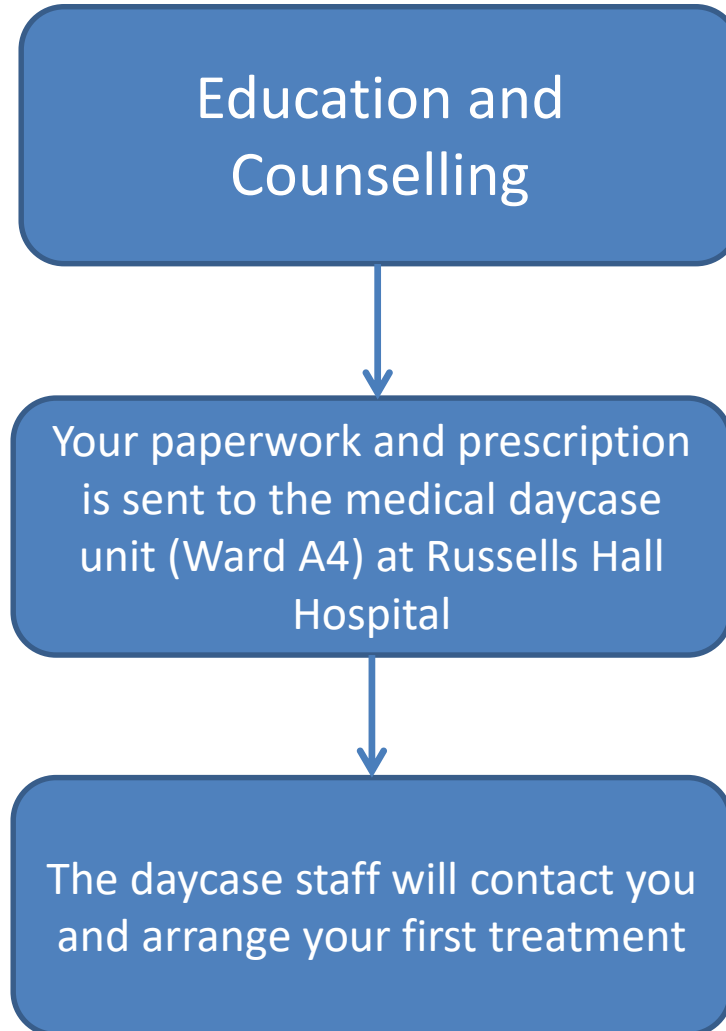 Education and
Counselling
Your paperwork and prescription
is sent to the medical daycase
unit (Ward A4) at Russells Hall
Hospital
The daycase staff will contact you
and arrange your first treatment